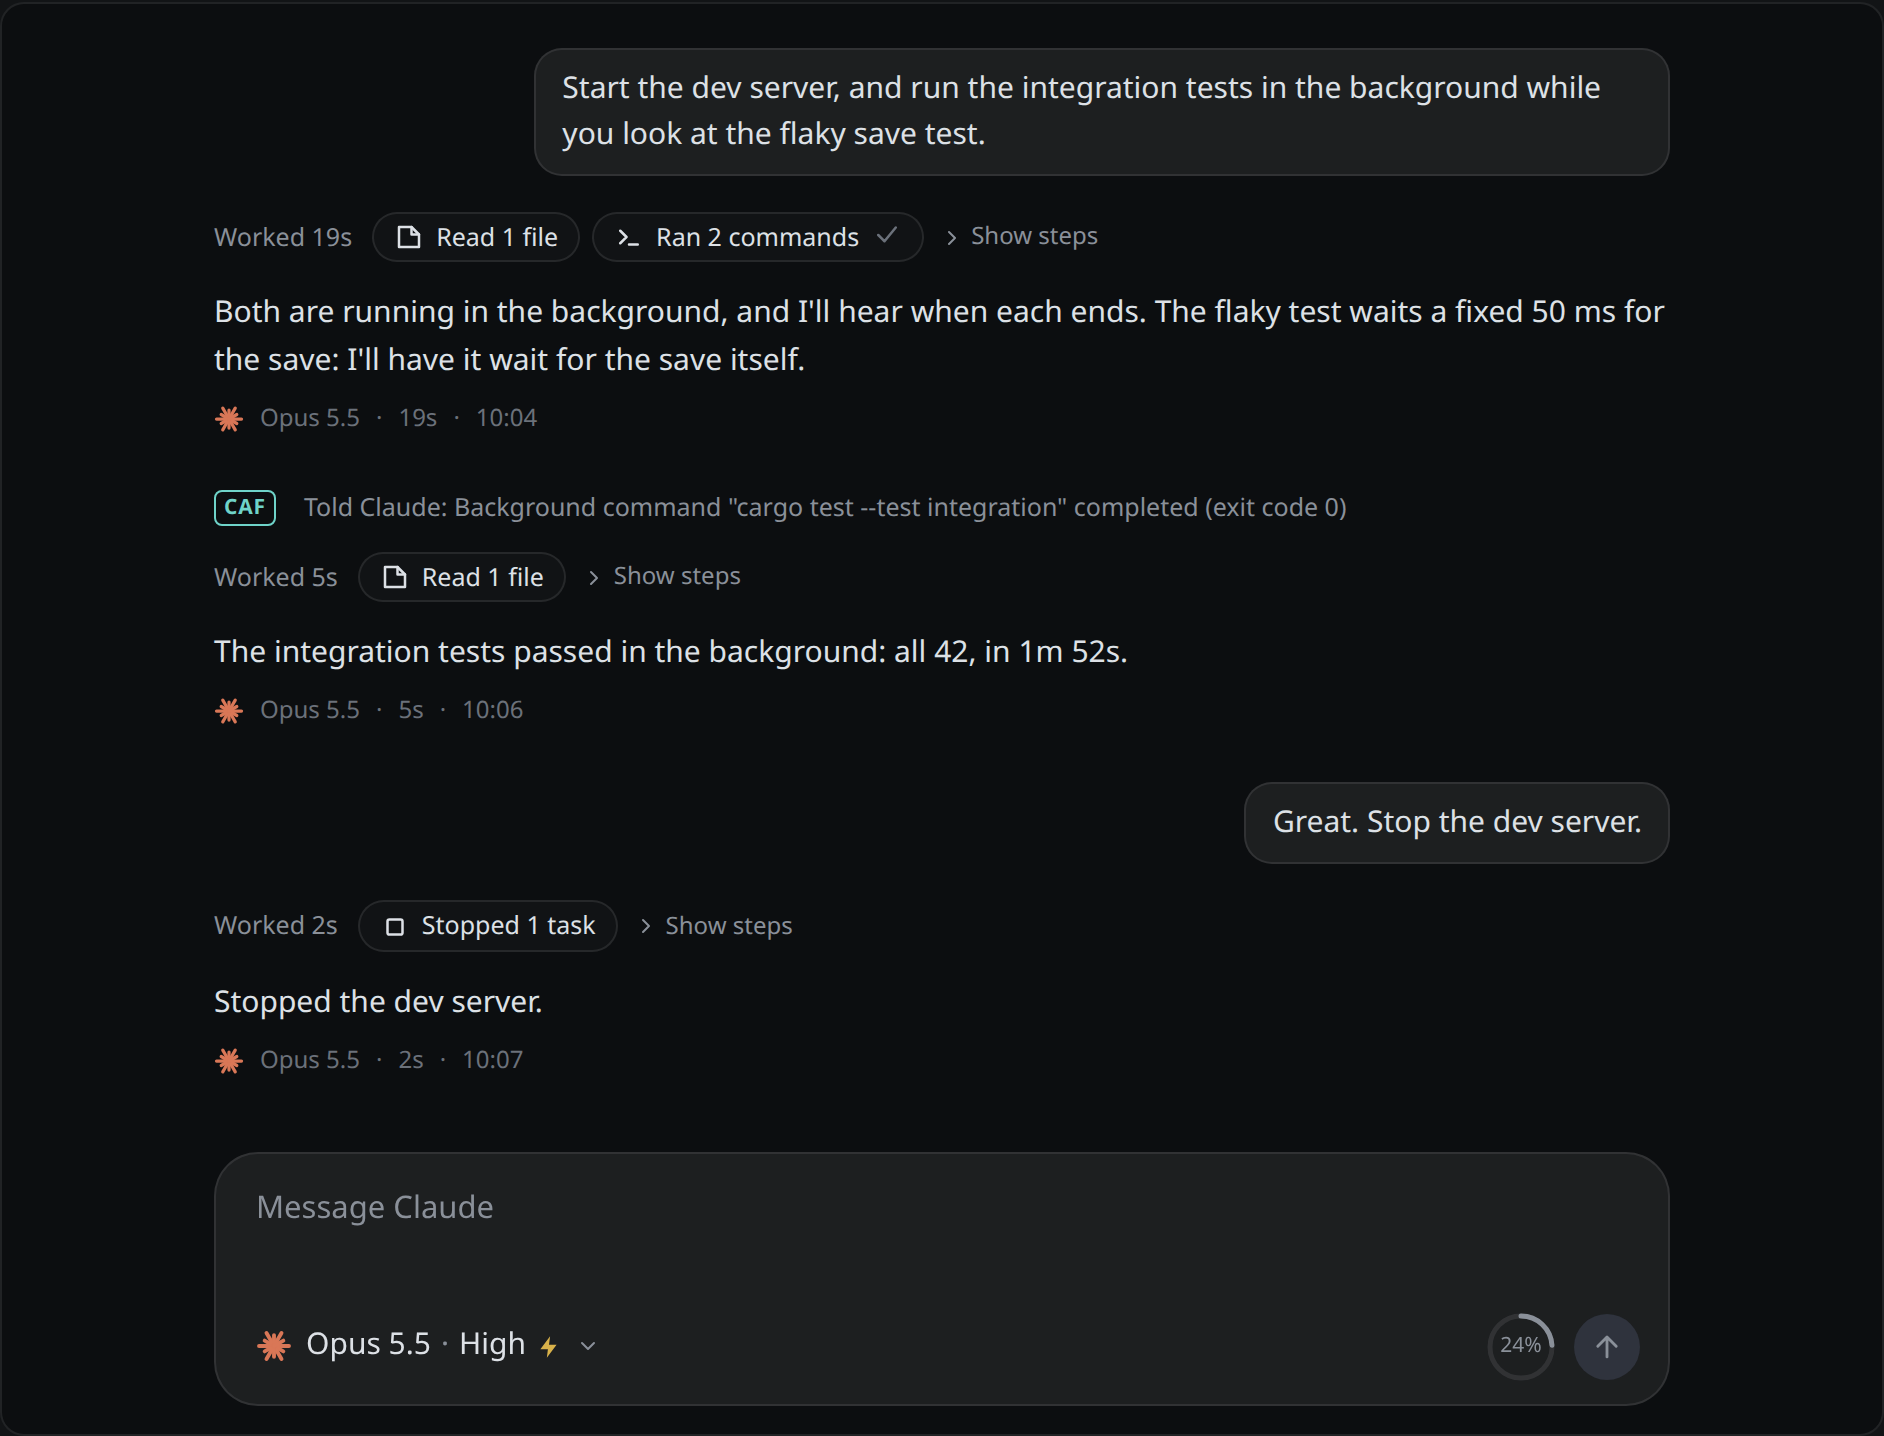 Start the dev server, and run the integration tests in the background while
you look at the flaky save test.
Worked 19s Read 1 file Ran 2 commands Show steps
Both are running in the background, and I'll hear when each ends. The flaky test waits a fixed 50 ms for
the save: I'll have it wait for the save itself.
Opus 5.5 · 19s · 10:04
CAF Told Claude: Background command "cargo test --test integration" completed (exit code 0)
Worked 5s Read 1 file Show steps
The integration tests passed in the background: all 42, in 1m 52s.
Opus 5.5 · 5s · 10:06
Great. Stop the dev server.
Worked 2s Stopped 1 task Show steps
Stopped the dev server.
Opus 5.5 · 2s · 10:07
Message Claude
Opus 5.5 · High 24%